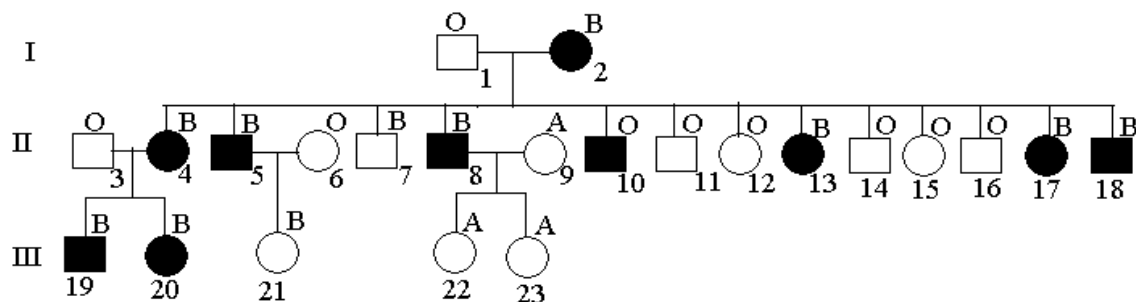 I O B
1 2
II O B B O B B A O O O B O O O B B
3 4 5 6 7 8 9 10 11 12 13 14 15 16 17 18
III B B B A A
19 20 21 22 23